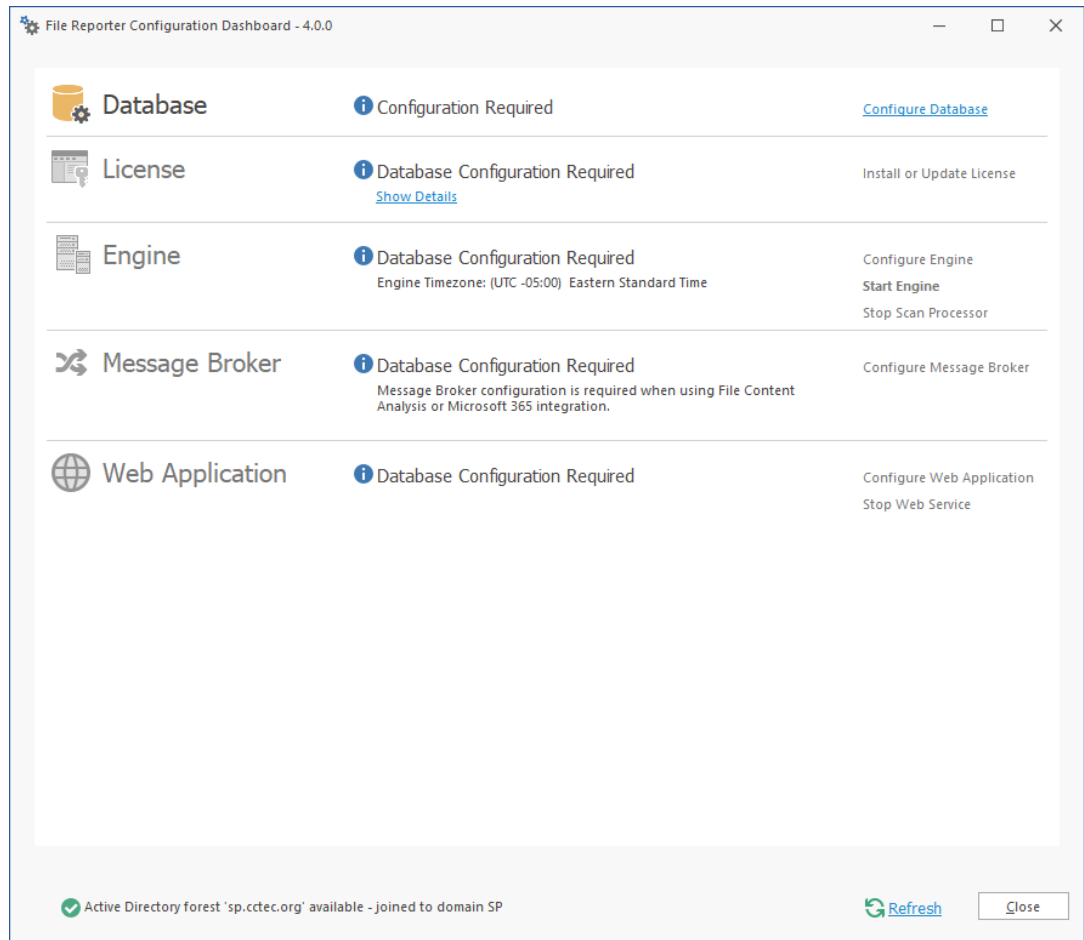 File Reporter Configuration Dashboard - 4.0.0
Database
Configuration Required
Configure Database
License
Database Configuration Required
Install or Update License
Show Details
Engine
Database Configuration Required
Configure Engine
Engine Timezone: (UTC -05:00) Eastern Standard Time
Start Engine
Stop Scan Processor
Message Broker
Database Configuration Required
Configure Message Broker
Message Broker configuration is required when using File Content
Analysis or Microsoft 365 integration.
Web Application
Database Configuration Required
Configure Web Application
Stop Web Service
Active Directory forest 'sp.cctec.org' available - joined to domain SP
Refresh
Close